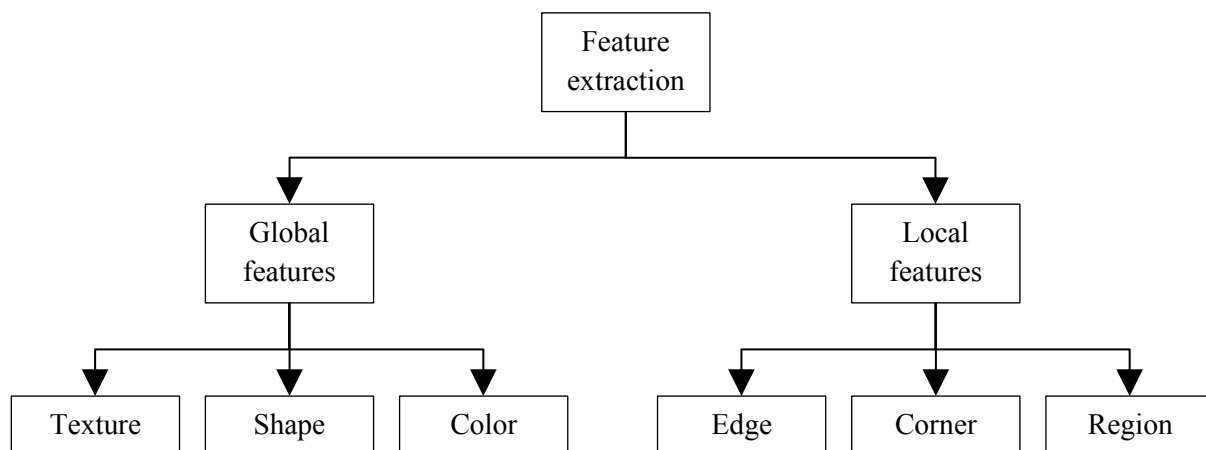 Feature
extraction
Global
features
Local
features
Texture
Shape
Color
Edge
Corner
Region